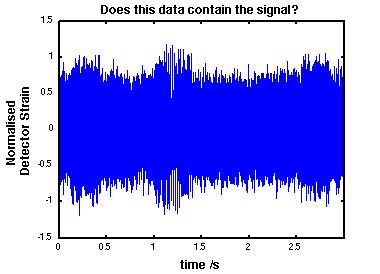 Does this data contain the signal?
1.5
1
0.5
0
-0.5
-1
-1.5
Normalised
Detector Strain
0 0.5 1 1.5 2 2.5
time /s